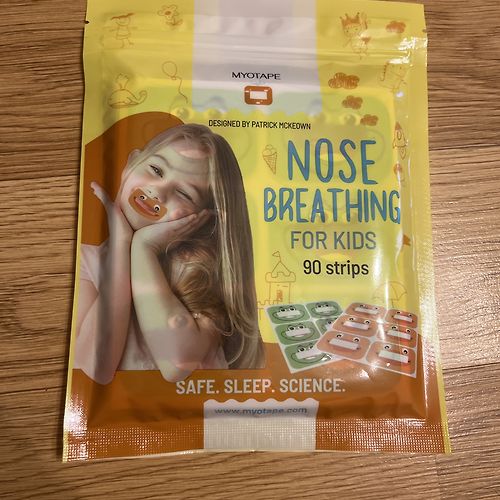 MYOTAPE
DESIGNED BY PATRICK MCKEOWN
NOSE
BREATHING
FOR KIDS
90 strips
SAFE. SLEEP. SCIENCE.
www.myotape.com